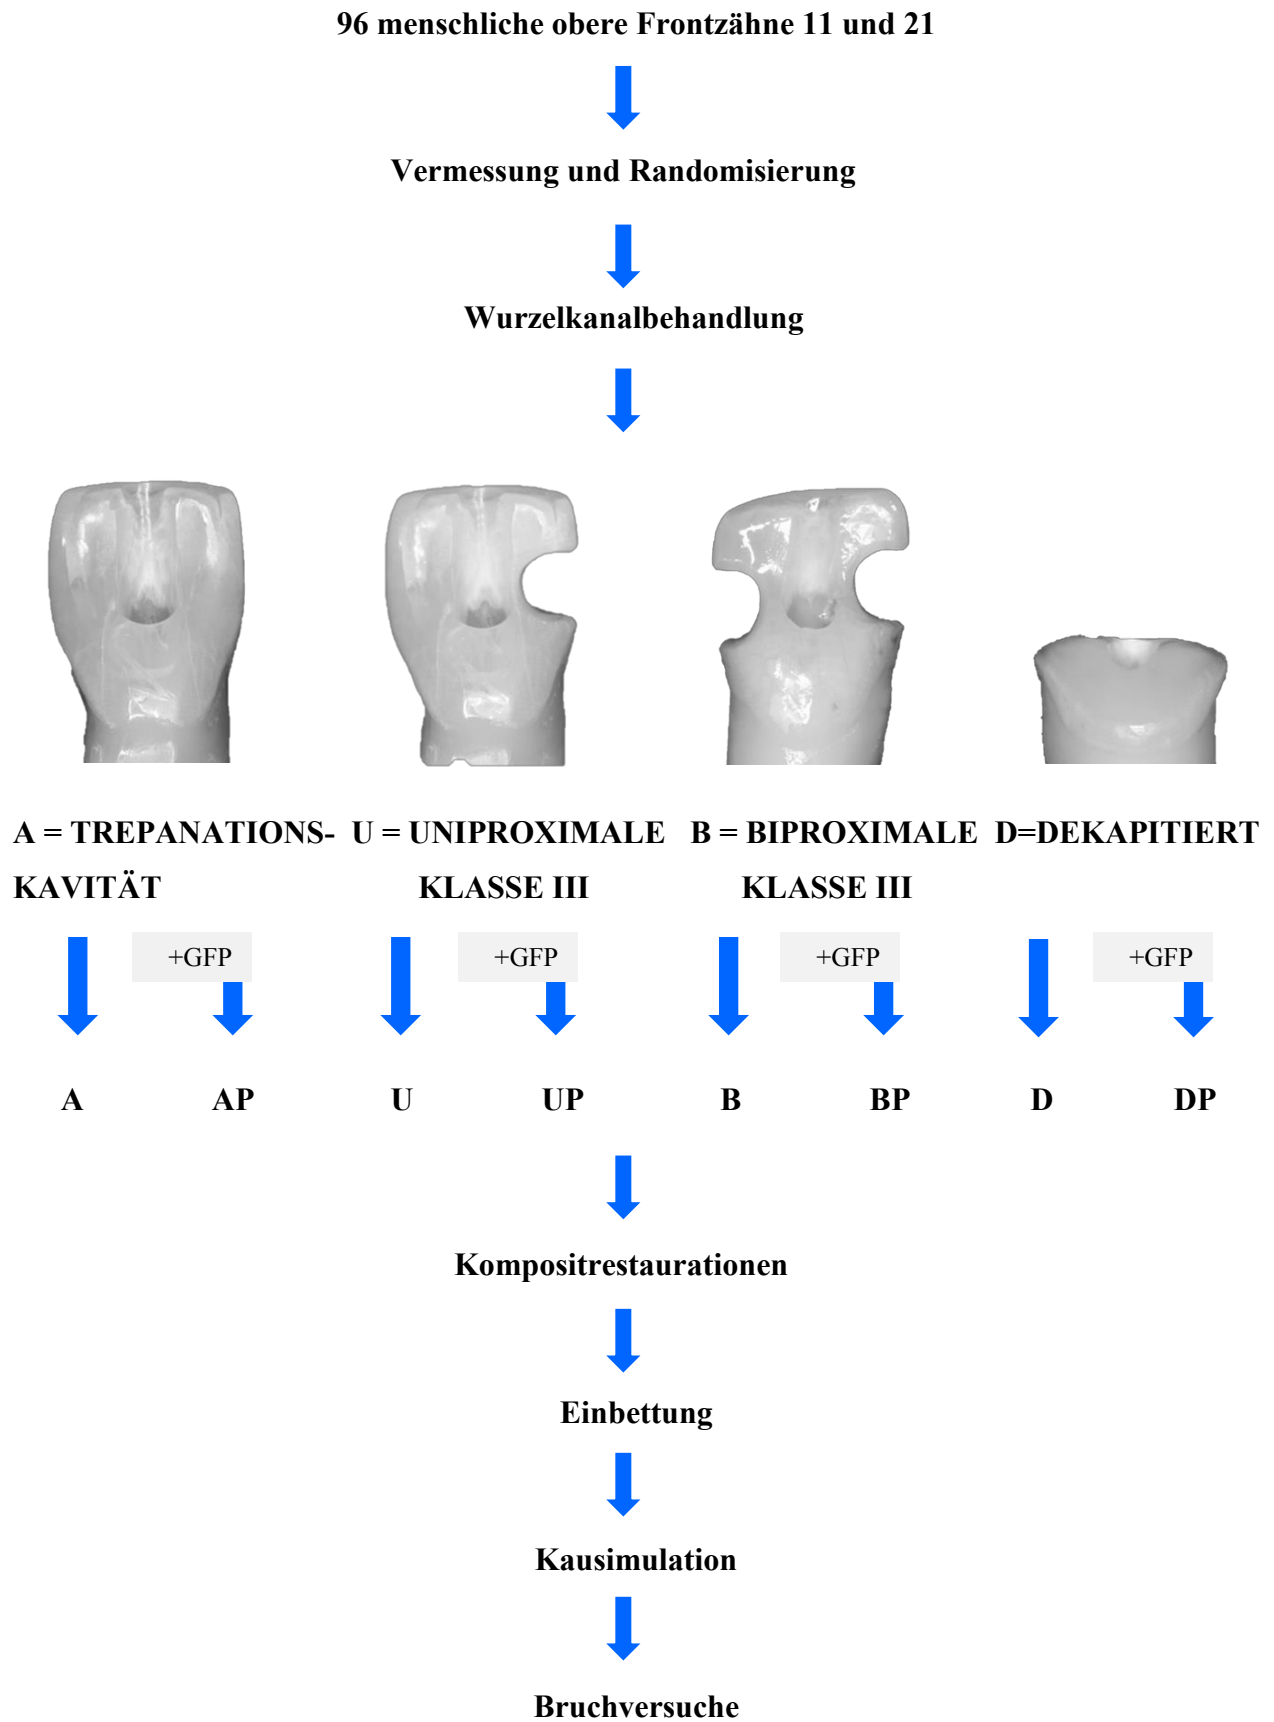 96 menschliche obere Frontzähne 11 und 21
Vermessung und Randomisierung
Wurzelkanalbehandlung
A = TREPANATIONS- U = UNIPROXIMALE B = BIPROXIMALE D=DEKAPITIERT
KAVITÄT KLASSE III KLASSE III
+GFP +GFP +GFP +GFP
A AP U UP B BP D DP
Kompositrestaurationen
Einbettung
Kausimulation
Bruchversuche